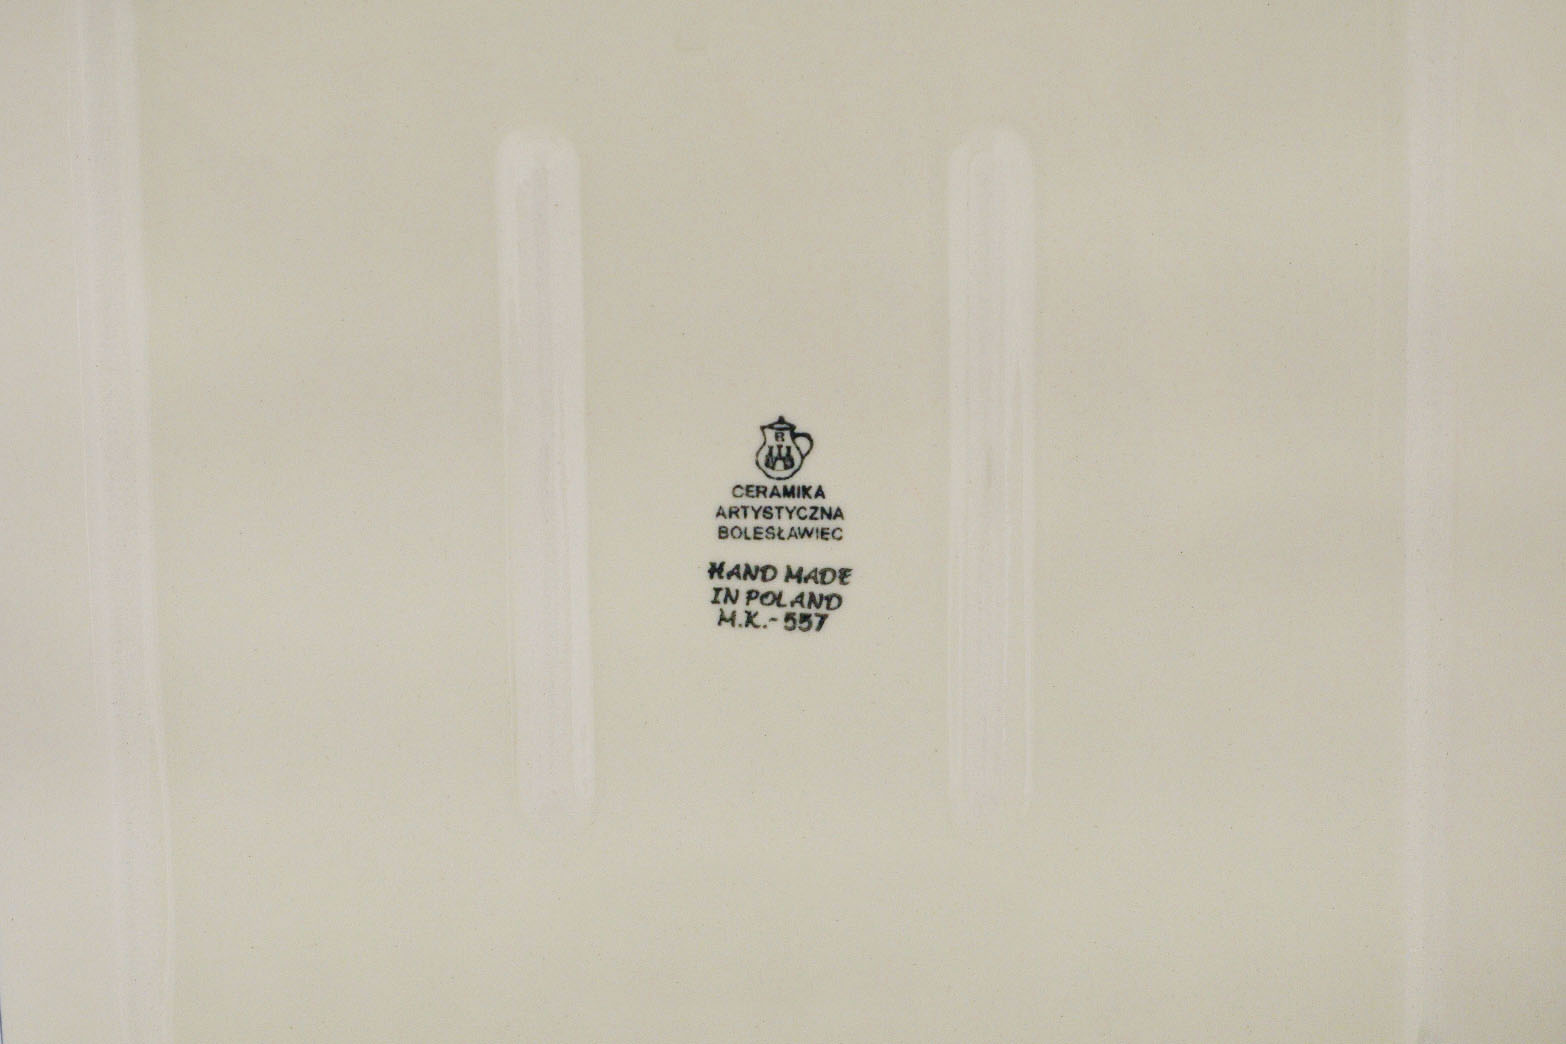 B
CERAMIKA
ARTYSTYCZNA
BOLESŁAWIEC
HAND MADE
IN POLAND
M.K.-557